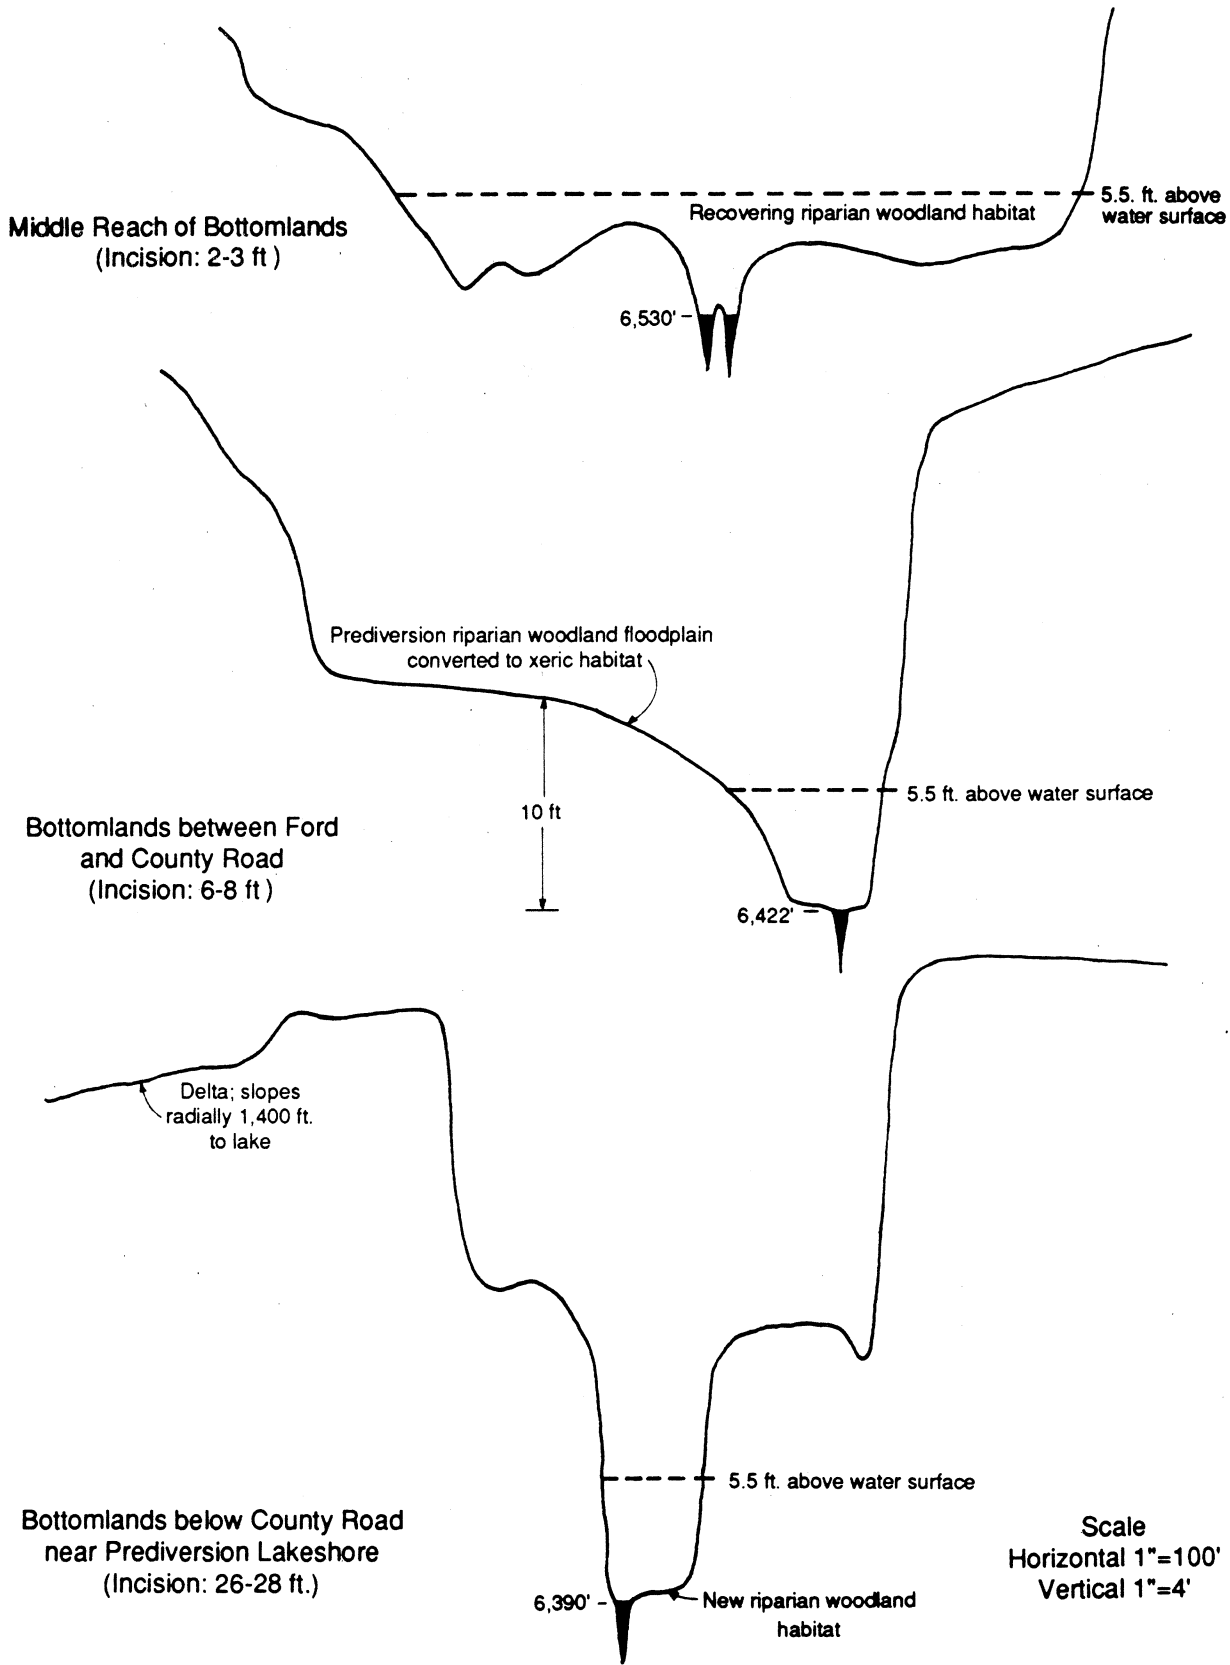 Middle Reach of Bottomlands
(Incision: 2-3 ft )
5.5. ft. above
water surface
Recovering riparian woodland habitat
6,530'
Prediversion riparian woodland floodplain
converted to xeric habitat
10 ft
5.5 ft. above water surface
Bottomlands between Ford
and County Road
(Incision: 6-8 ft )
6,422'
Delta; slopes
radially 1,400 ft.
to lake
5.5 ft. above water surface
Bottomlands below County Road
near Prediversion Lakeshore
(Incision: 26-28 ft.)
6,390'
New riparian woodland
habitat
Scale
Horizontal 1"=100'
Vertical 1"=4'